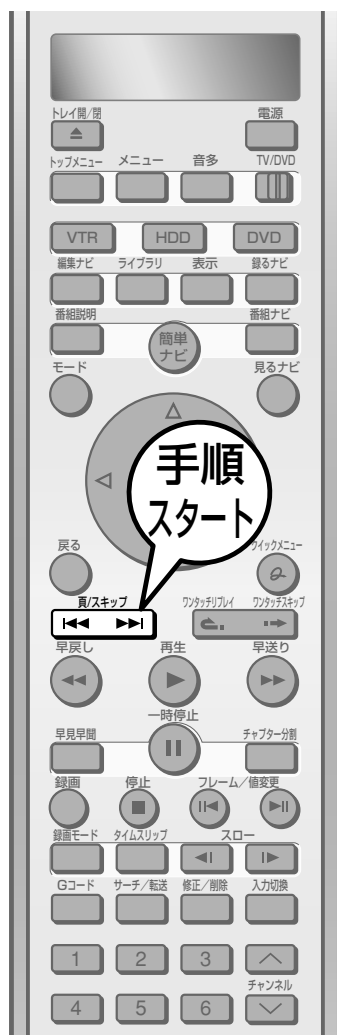 トレイ開/閉 電源
トップメニュー メニュー 音多 TV/DVD
VTR HDD DVD
編集ナビ ライブラリ 表示 録るナビ
番組説明 番組ナビ
簡単
ナビ
モード 見るナビ
手順
スタート
戻る クイックメニュー
頁/スキップ ワンタッチリプレイ ワンタッチスキップ
早戻し 再生 早送り
一時停止
早見早聞 チャプター分割
録画 停止 フレーム/値変更
録画モード タイムスリップ スロー
Gコード サーチ/転送 修正/削除 入力切換
1 2 3
チャンネル
4 5 6